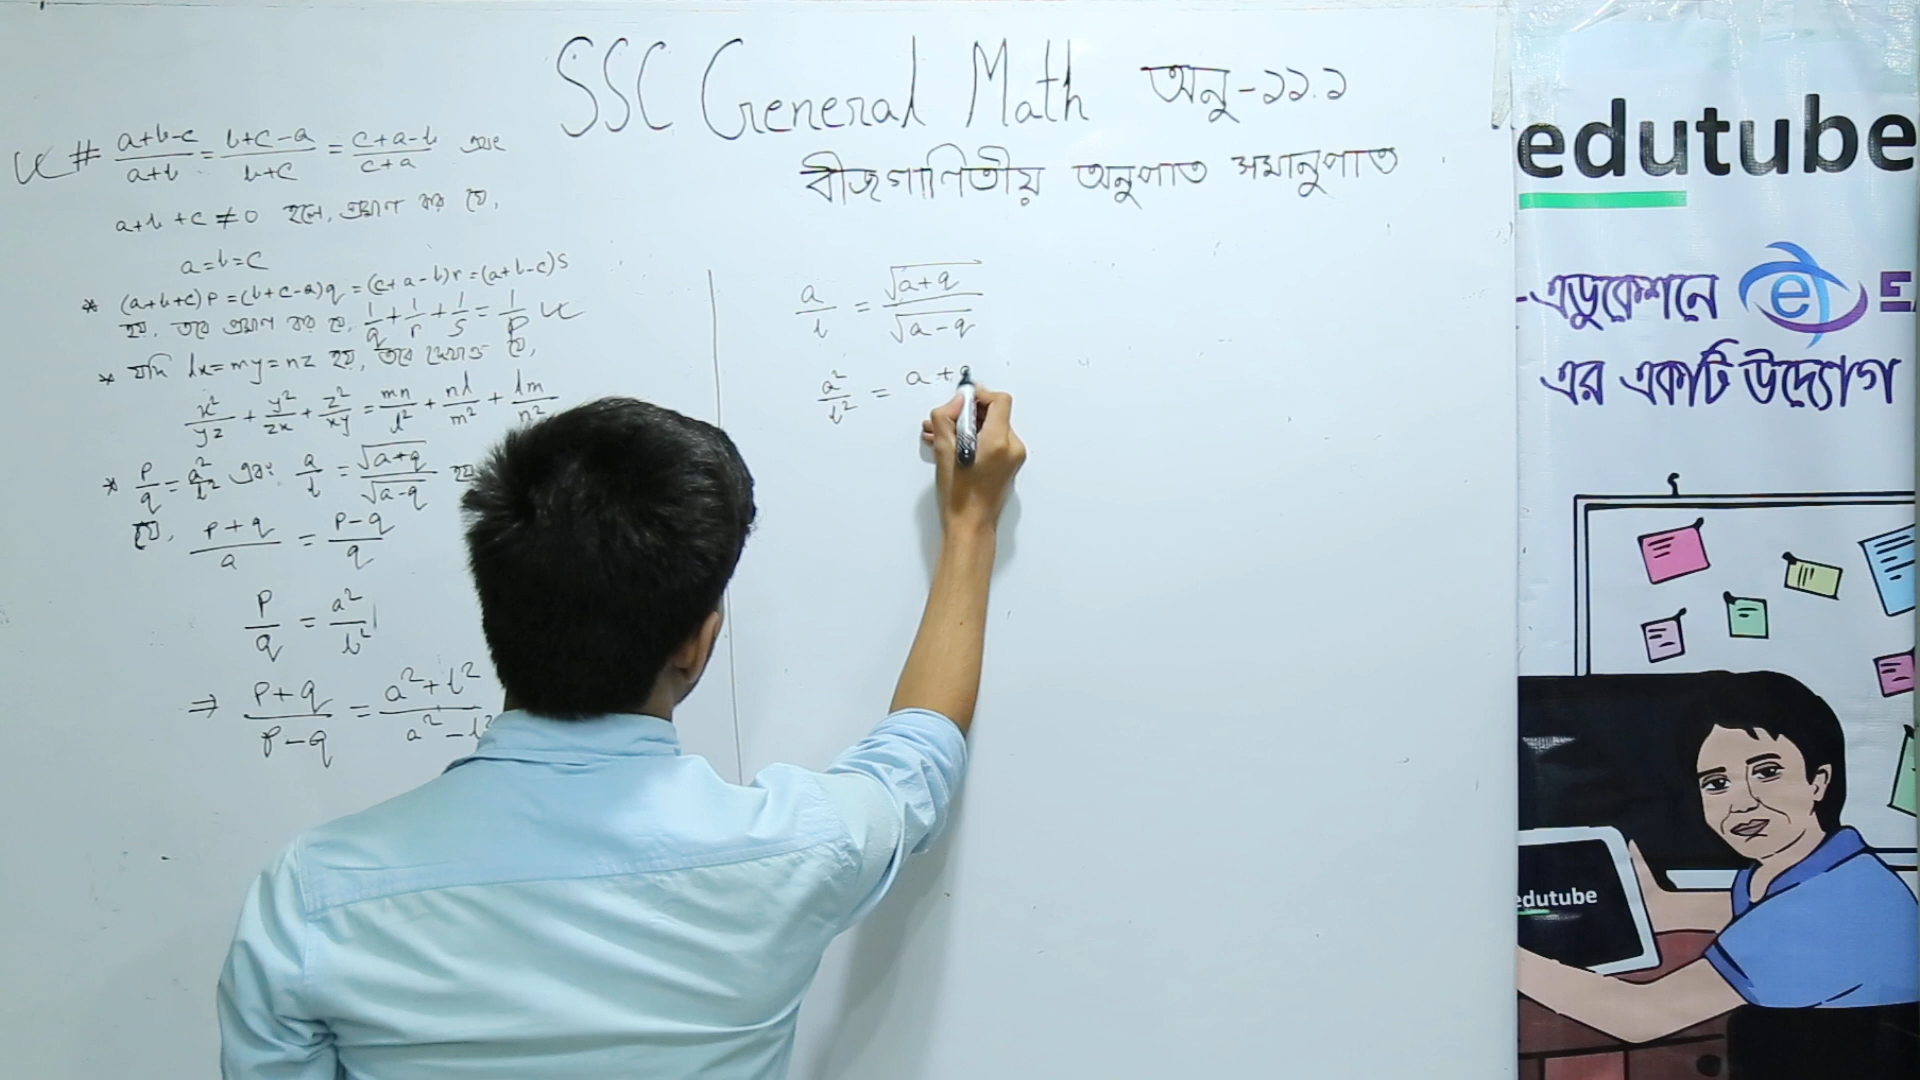 SSC General Math অনু-১১.১
বীজগাণিতীয় অনুপাত সমানুপাত
# (a+b-c)/(a+b) = (b+c-a)/(b+c) = (c+a-b)/(c+a) এবং
a+b+c≠0 হলে, প্রমাণ কর যে,
a=b=c
* (a+b+c)p=(b+c-a)q=(c+a-b)r=(a+b-c)s
হয়, তবে প্রমাণ কর যে, 1/q + 1/r + 1/s = 1/p
* যদি lx=my=nz হয়, তবে দেখাও যে,
x²/yz + y²/zx + z²/xy = mn/l² + nl/m² + lm/n²
* p/q = a²/b² এবং a/b = √(a+q)/√(a-q) হয়
যে, (p+q)/a = (p-q)/q
p/q = a²/b²
⇒ (p+q)/(p-q) = (a²+b²)/(a²-b²
a/b = √(a+q)/√(a-q)
a²/b² = a+
edutube
-এডুকেশনে e E
এর একটি উদ্যোগ
edutube